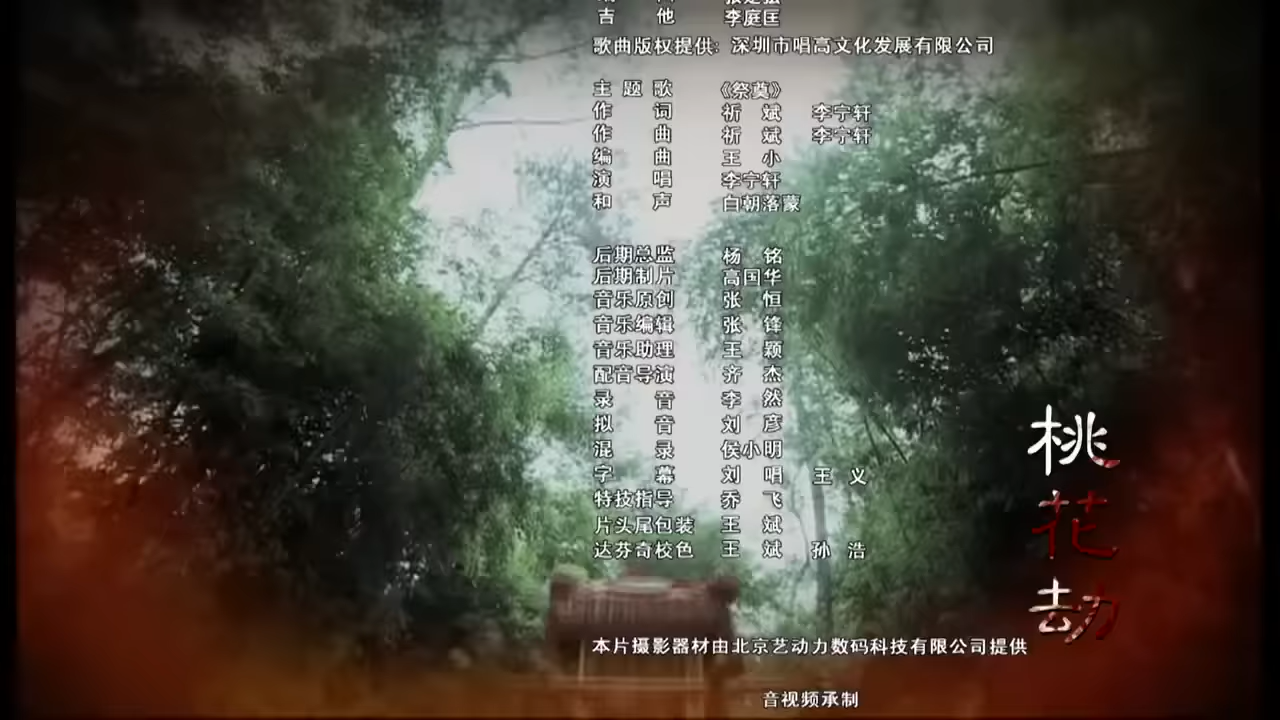 吉他 李庭匡
歌曲版权提供: 深圳市唱高文化发展有限公司
主题歌 《祭奠》
作词 祈斌 李宁轩
作曲 祈斌 李宁轩
编曲 王小
演唱 李宁轩
和声 白朝落蒙
后期总监 杨铭
后期制片 高国华
音乐原创 张恒
音乐编辑 张锋
音乐助理 王颖
配音导演 齐杰
录音 李然
拟音 刘彦
混录 侯小明
字幕 刘唱 王义
特技指导 乔飞
片头尾包装 王斌
达芬奇校色 王斌 孙浩
本片摄影器材由北京艺动力数码科技有限公司提供
音视频承制
桃花劫